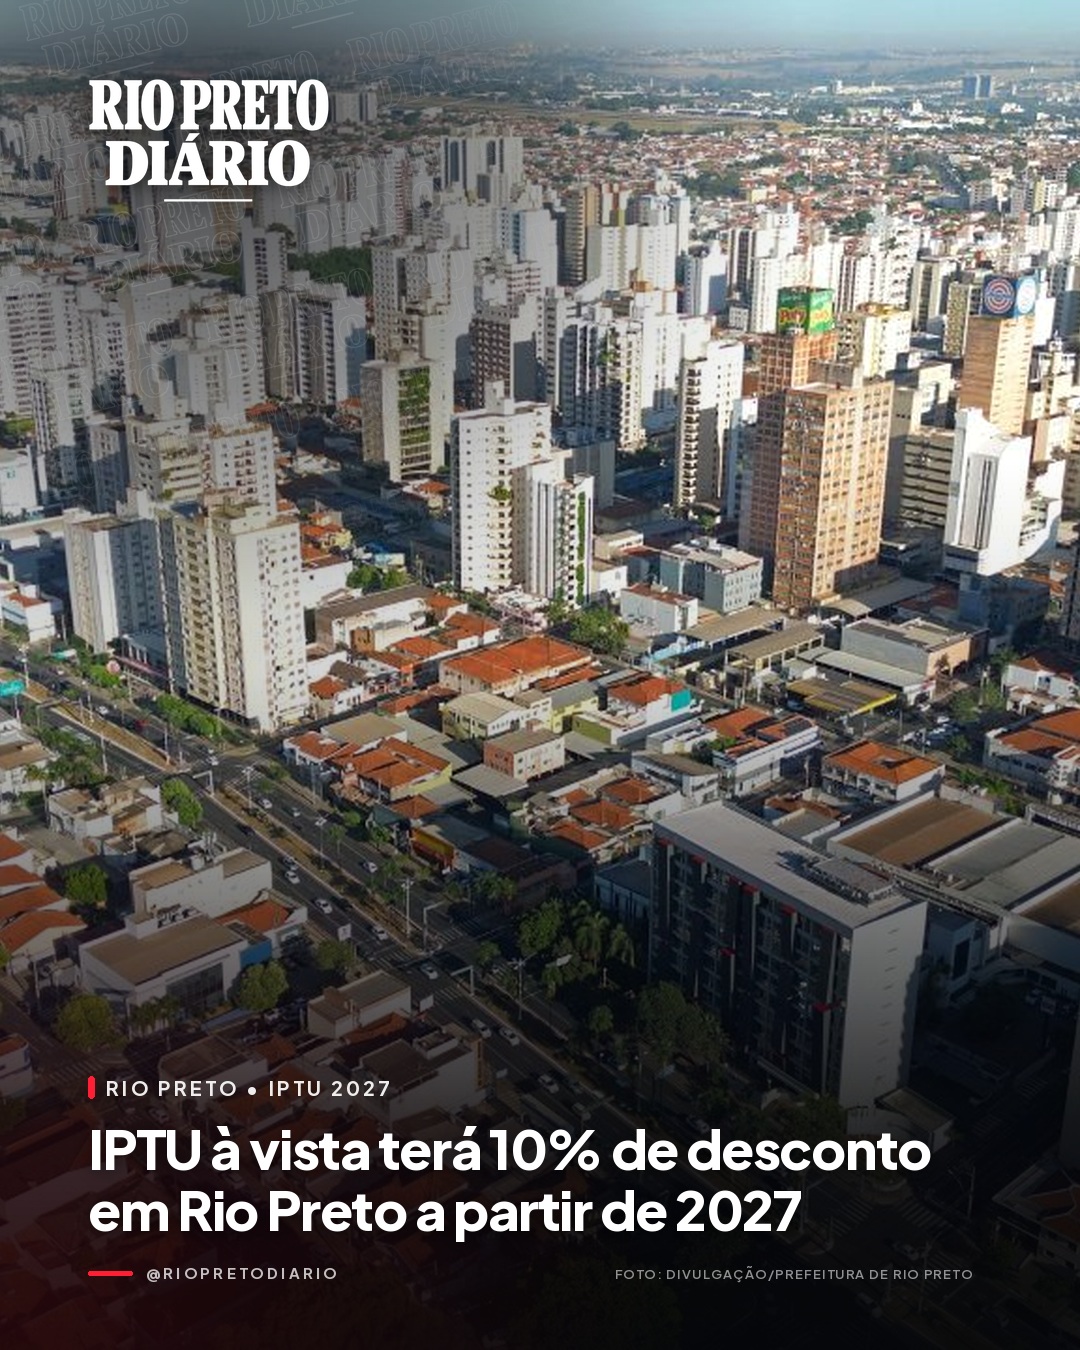 RIO PRETO
DIÁRIO
RIO PRETO • IPTU 2027
IPTU à vista terá 10% de desconto
em Rio Preto a partir de 2027
@RIOPRETODIARIO
FOTO: DIVULGAÇÃO/PREFEITURA DE RIO PRETO